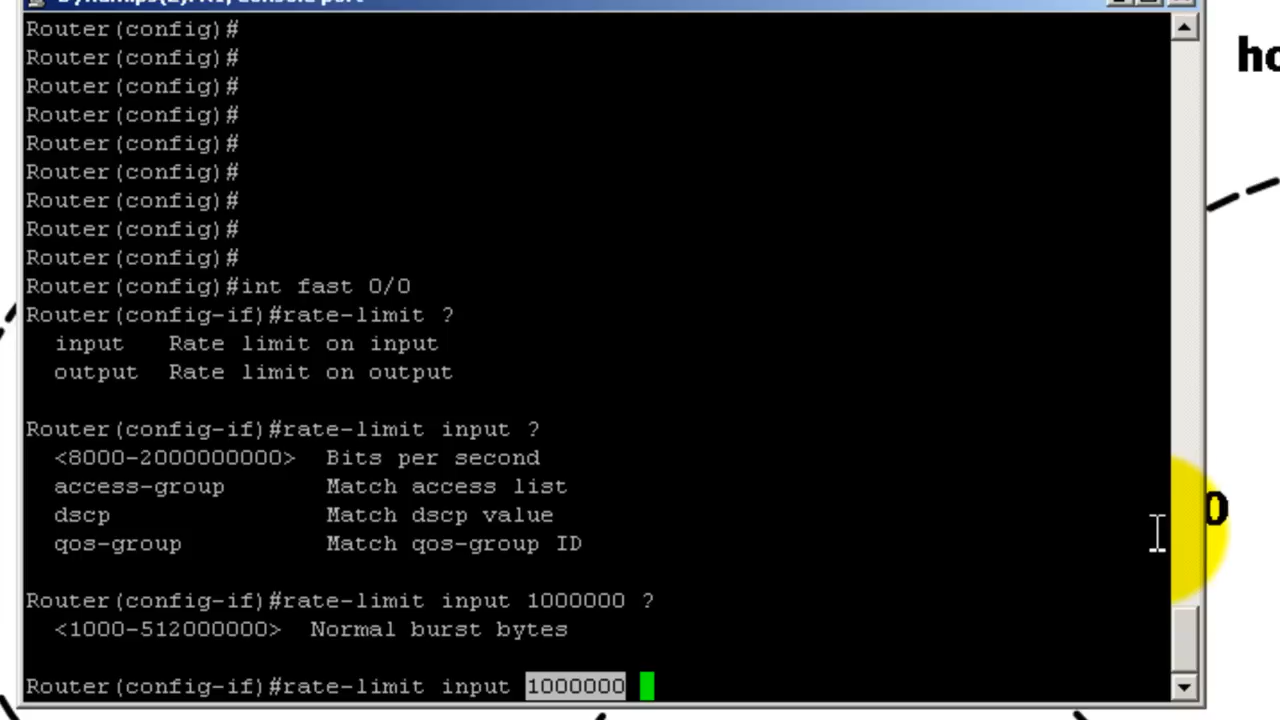 Router(config)#
Router(config)#
Router(config)#
Router(config)#
Router(config)#
Router(config)#
Router(config)#
Router(config)#
Router(config)#
Router(config)#int fast 0/0
Router(config-if)#rate-limit ?
input Rate limit on input
output Rate limit on output
Router(config-if)#rate-limit input ?
<8000-2000000000> Bits per second
access-group Match access list
dscp Match dscp value
qos-group Match qos-group ID
Router(config-if)#rate-limit input 1000000 ?
<1000-512000000> Normal burst bytes
Router(config-if)#rate-limit input 1000000